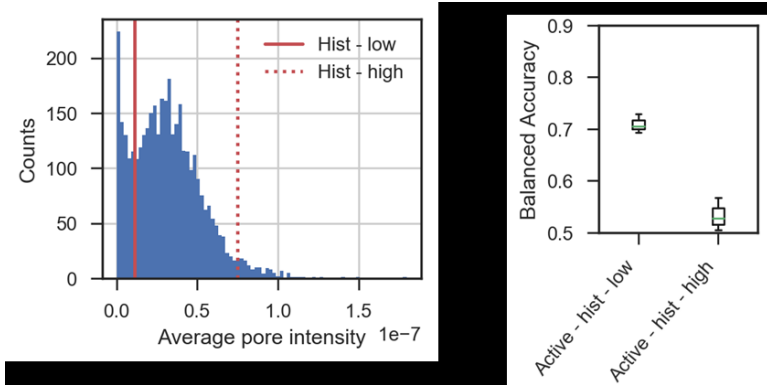 Hist - low
Hist - high
200
150
100
50
0
Counts
0.0 0.5 1.0 1.5
Average pore intensity 1e−7
0.9
0.8
0.7
0.6
0.5
Balanced Accuracy
Active - hist - low
Active - hist - high